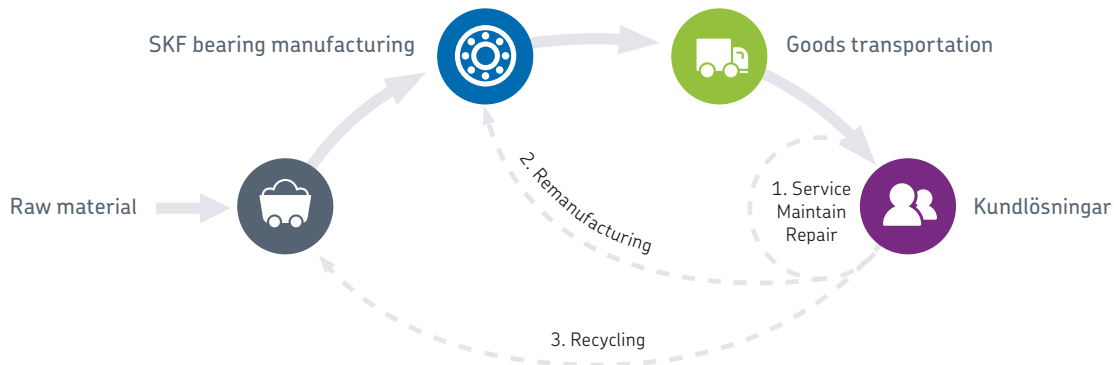 SKF bearing manufacturing
Goods transportation
Raw material
2. Remanufacturing
1. Service
Maintain
Repair
Kundlösningar
3. Recycling